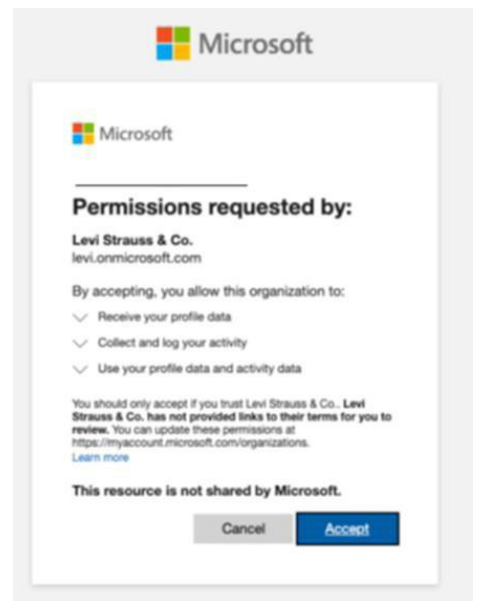 Microsoft
Microsoft
Permissions requested by:
Levi Strauss & Co.
levi.onmicrosoft.com
By accepting, you allow this organization to:
Receive your profile data
Collect and log your activity
Use your profile data and activity data
You should only accept if you trust Levi Strauss & Co.. Levi
Strauss & Co. has not provided links to their terms for you to
review. You can update these permissions at
https://myaccount.microsoft.com/organizations.
Learn more
This resource is not shared by Microsoft.
Cancel Accept